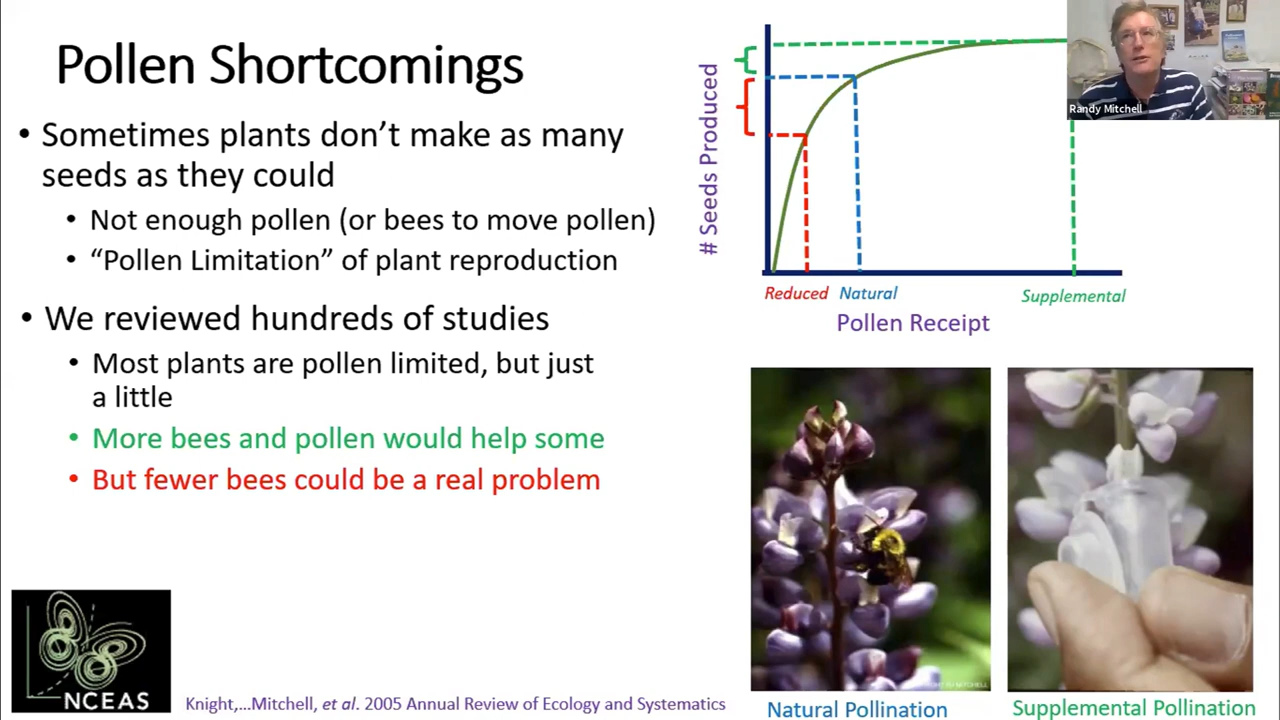 Pollen Shortcomings
• Sometimes plants don't make as many
seeds as they could
• Not enough pollen (or bees to move pollen)
• “Pollen Limitation” of plant reproduction
• We reviewed hundreds of studies
• Most plants are pollen limited, but just
a little
• More bees and pollen would help some
• But fewer bees could be a real problem
NCEAS
Knight,...Mitchell, et al. 2005 Annual Review of Ecology and Systematics
# Seeds Produced
Reduced Natural Supplemental
Pollen Receipt
Randy Mitchell
Natural Pollination
Supplemental Pollination